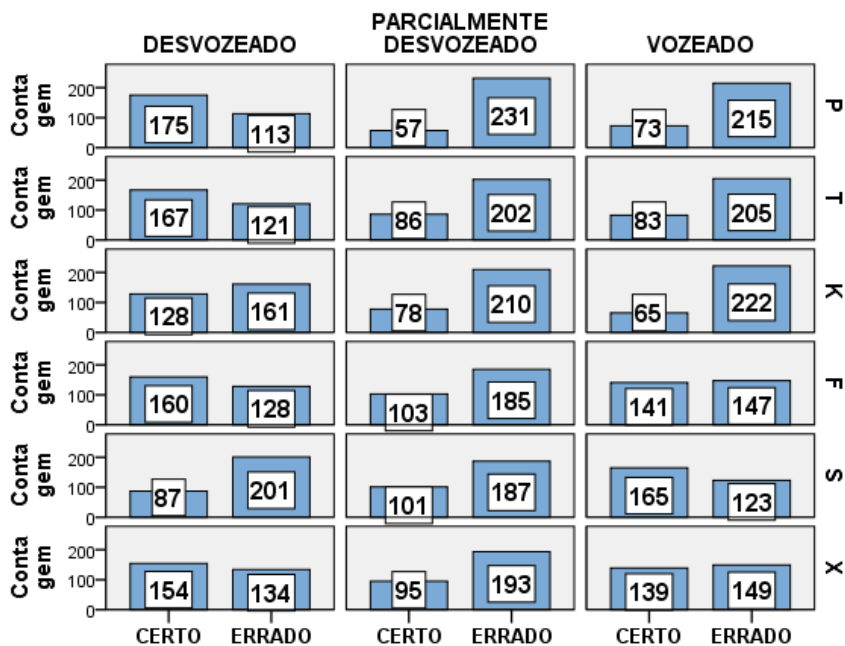 DESVOZEADO
PARCIALMENTE
DESVOZEADO
VOZEADO
Conta
gem
200
100
0
175
113
57
231
73
215
P
Conta
gem
200
100
0
167
121
86
202
83
205
T
Conta
gem
200
100
0
128
161
78
210
65
222
K
Conta
gem
200
100
0
160
128
103
185
141
147
F
Conta
gem
200
100
0
87
201
101
187
165
123
S
Conta
gem
200
100
0
154
134
95
193
139
149
X
CERTO ERRADO CERTO ERRADO CERTO ERRADO